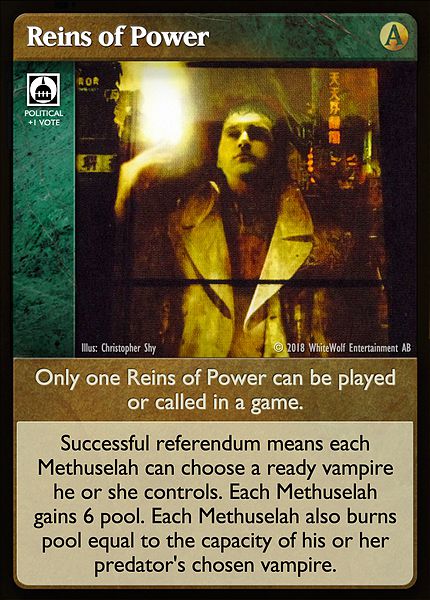 Reins of Power
A
POLITICAL
+1 VOTE
Illus: Christopher Shy
© 2018 WhiteWolf Entertainment AB
Only one Reins of Power can be played
or called in a game.
Successful referendum means each
Methuselah can choose a ready vampire
he or she controls. Each Methuselah
gains 6 pool. Each Methuselah also burns
pool equal to the capacity of his or her
predator's chosen vampire.